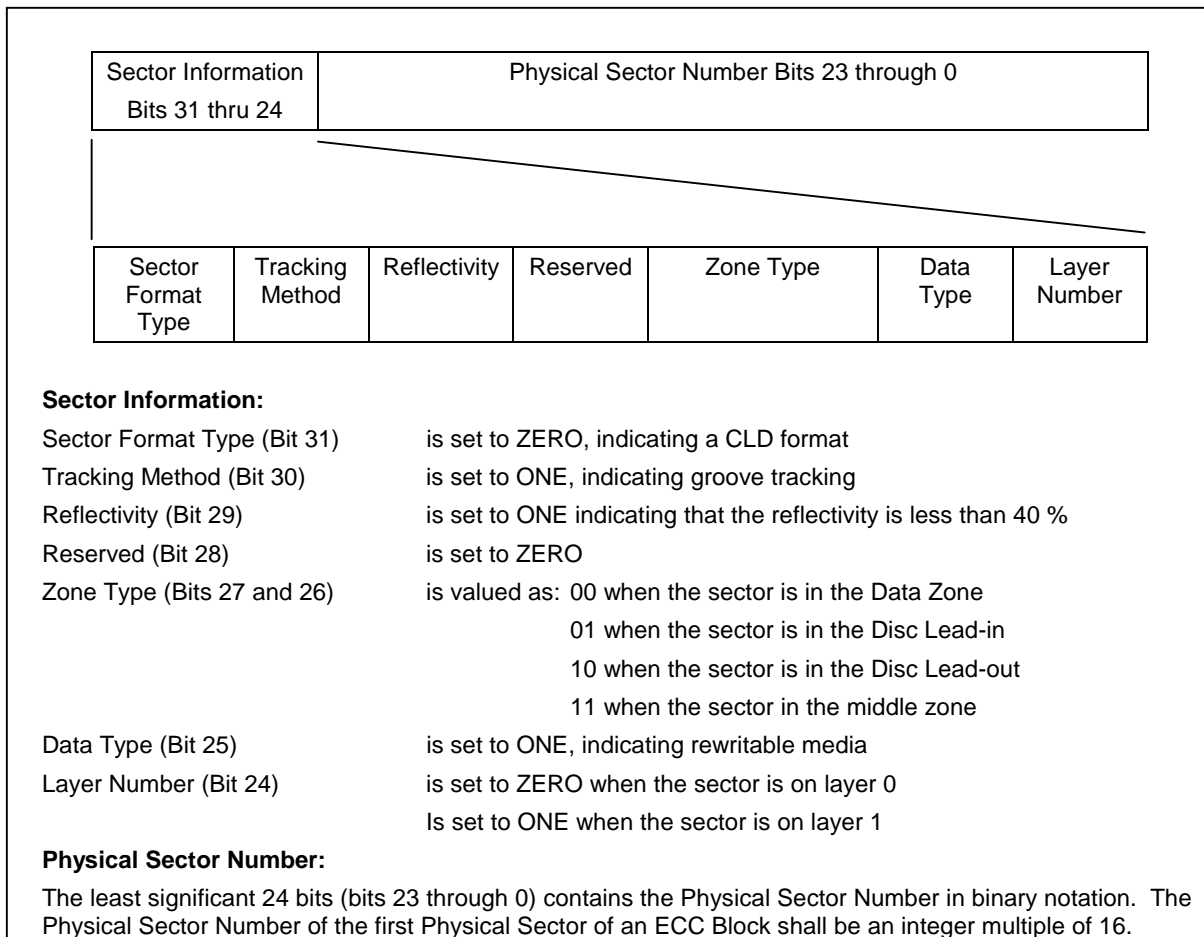 Sector Information
Bits 31 thru 24
Physical Sector Number Bits 23 through 0
Sector
Format
Type
Tracking
Method
Reflectivity
Reserved
Zone Type
Data
Type
Layer
Number
Sector Information:
Sector Format Type (Bit 31) is set to ZERO, indicating a CLD format
Tracking Method (Bit 30) is set to ONE, indicating groove tracking
Reflectivity (Bit 29) is set to ONE indicating that the reflectivity is less than 40 %
Reserved (Bit 28) is set to ZERO
Zone Type (Bits 27 and 26) is valued as: 00 when the sector is in the Data Zone
01 when the sector is in the Disc Lead-in
10 when the sector is in the Disc Lead-out
11 when the sector in the middle zone
Data Type (Bit 25) is set to ONE, indicating rewritable media
Layer Number (Bit 24) is set to ZERO when the sector is on layer 0
Is set to ONE when the sector is on layer 1
Physical Sector Number:
The least significant 24 bits (bits 23 through 0) contains the Physical Sector Number in binary notation. The
Physical Sector Number of the first Physical Sector of an ECC Block shall be an integer multiple of 16.